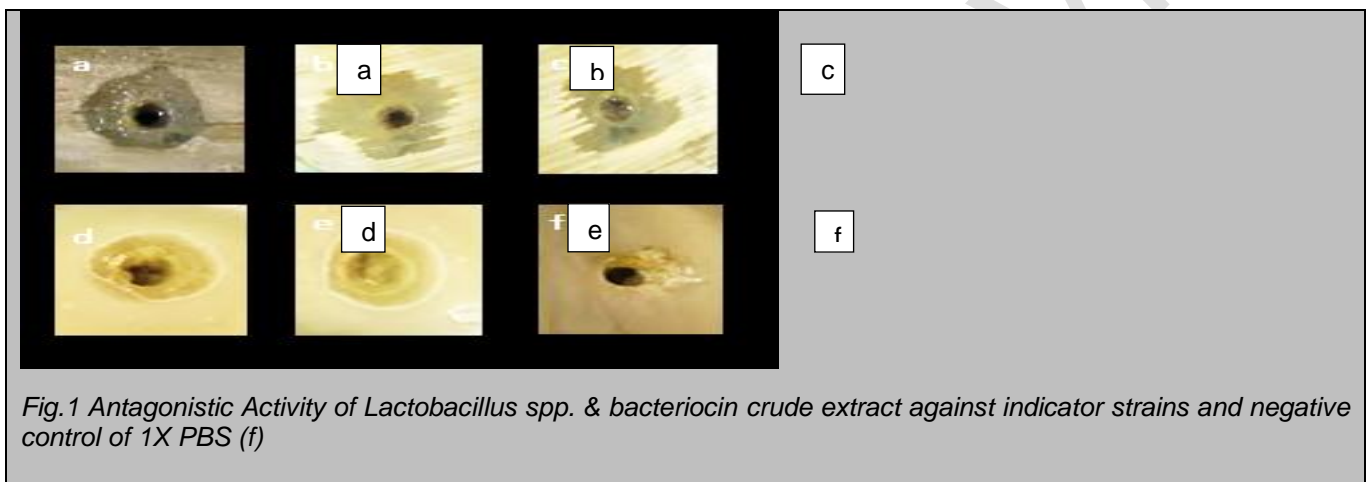 a b a c b c
d e d f e f
Fig.1 Antagonistic Activity of Lactobacillus spp. & bacteriocin crude extract against indicator strains and negative
control of 1X PBS (f)